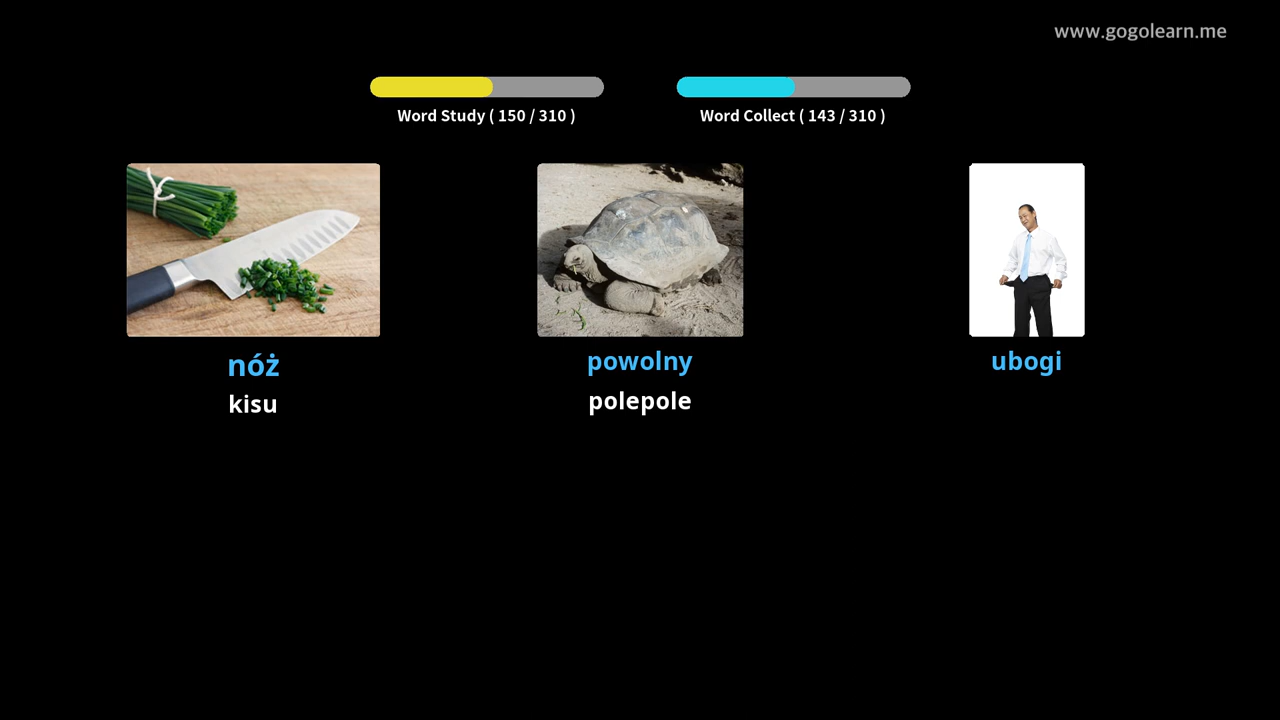 www.gogolearn.me
Word Study ( 150 / 310 )
Word Collect ( 143 / 310 )
nóż
kisu
powolny
polepole
ubogi